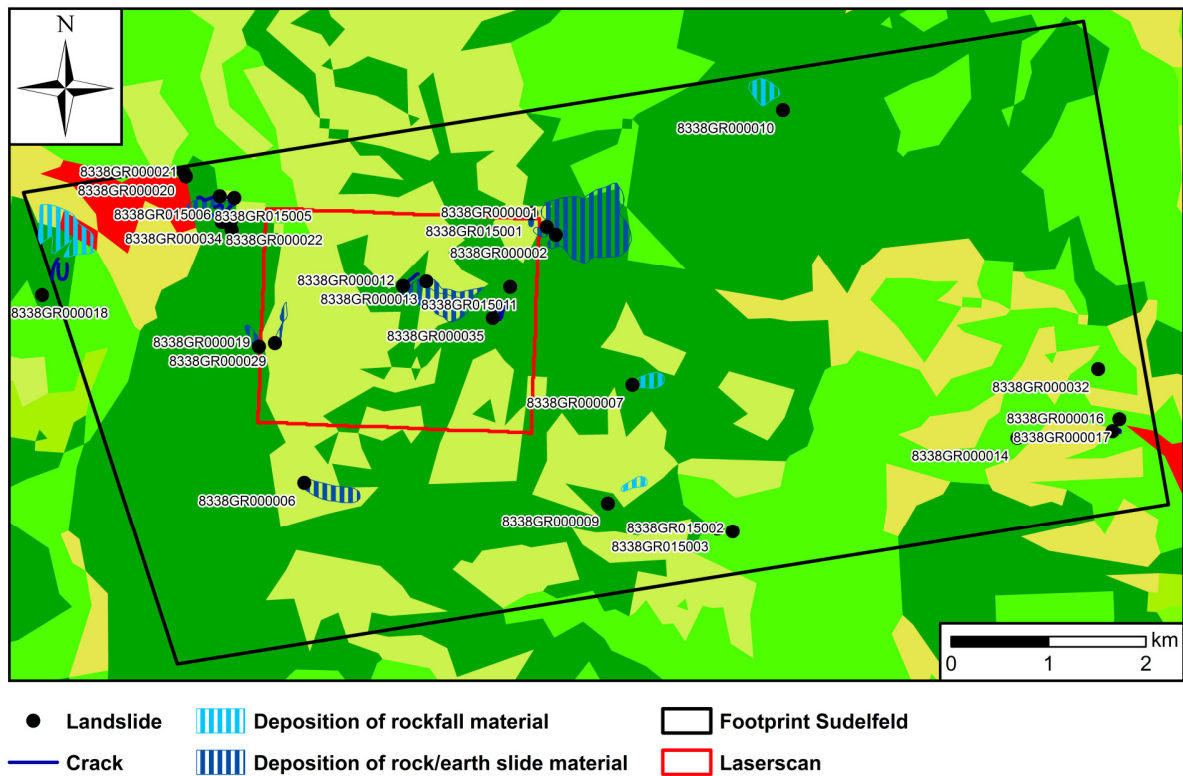 N
8338GR000010
8338GR000021
8338GR000020
8338GR015006
8338GR015005
8338GR000034
8338GR000022
8338GR000001
8338GR015001
8338GR000002
8338GR000012
8338GR000013
8338GR015011
8338GR000018
8338GR000035
8338GR000019
8338GR000029
8338GR000032
8338GR000007
8338GR000016
8338GR000017
8338GR000014
8338GR000006
8338GR000009
8338GR015002
8338GR015003
km
0 1 2
Landslide
Deposition of rockfall material
Footprint Sudelfeld
Crack
Deposition of rock/earth slide material
Laserscan